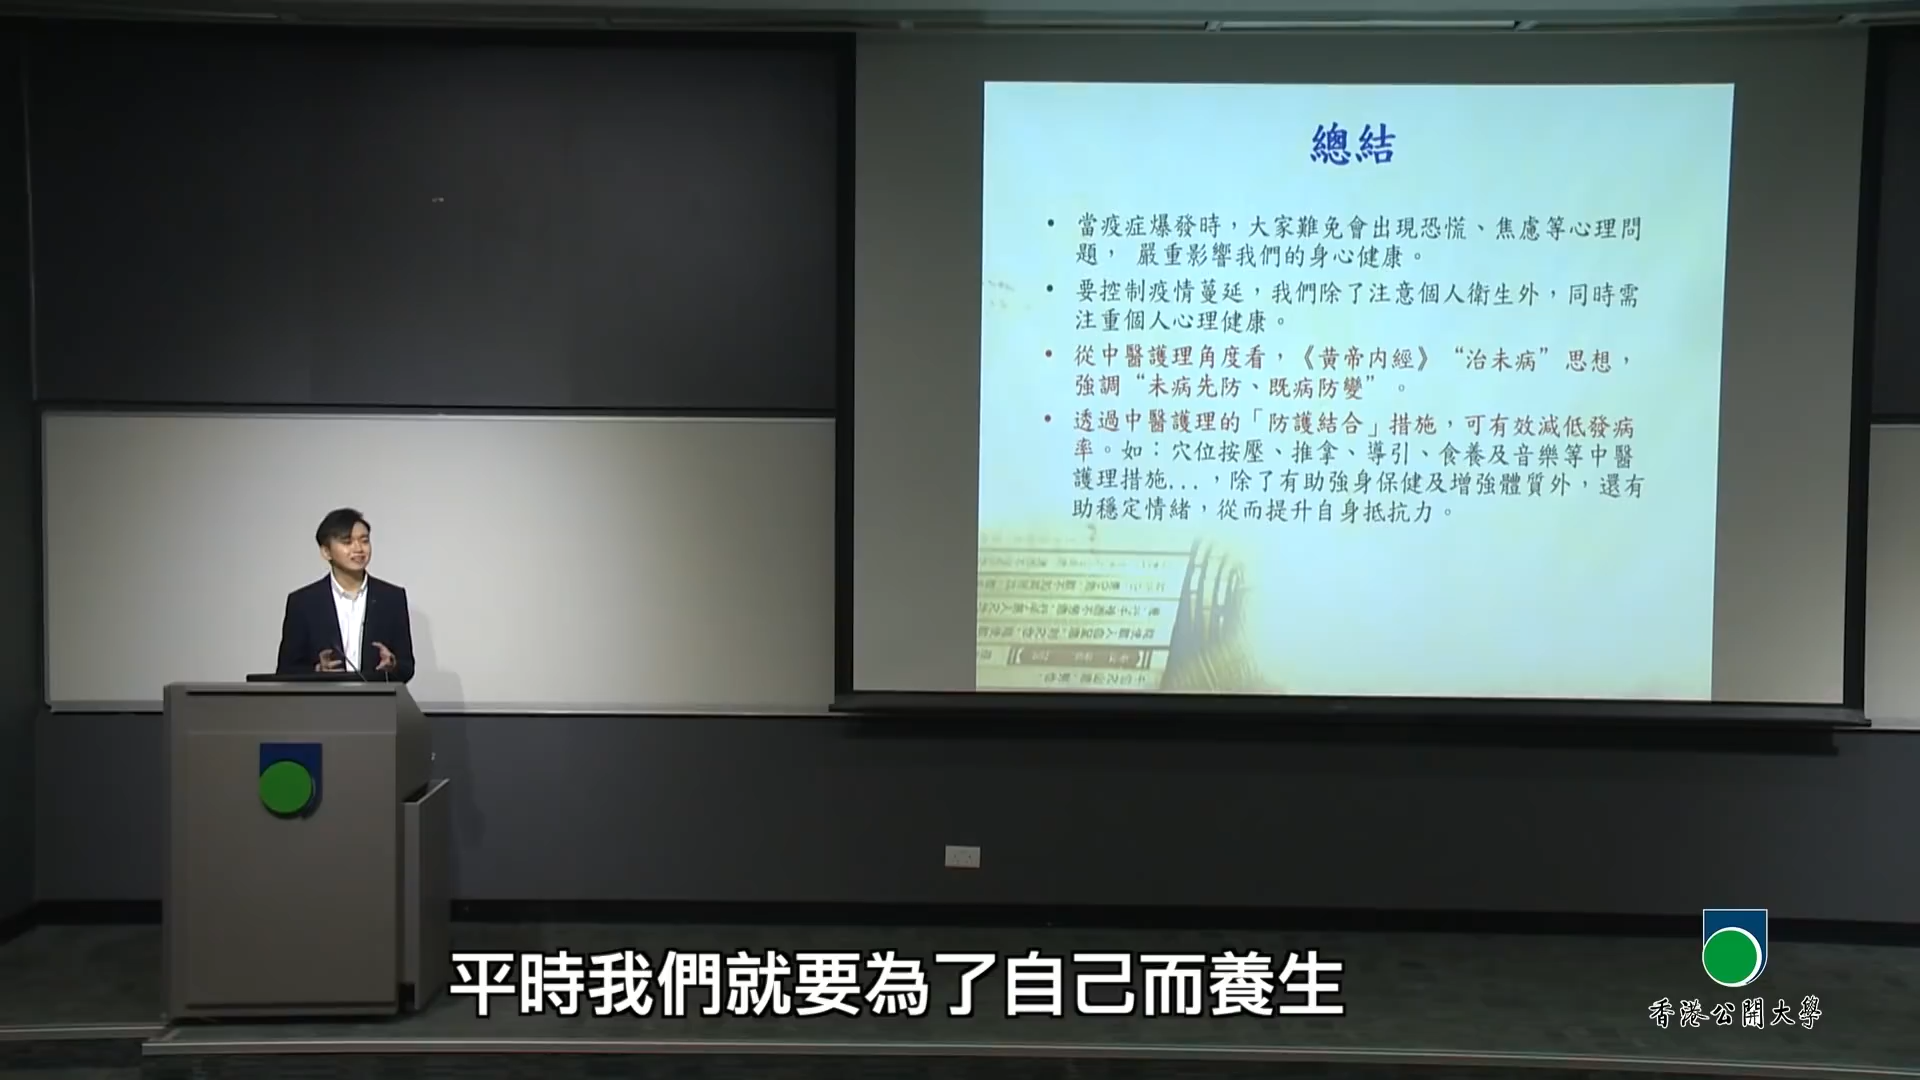 總結
• 當疫症爆發時，大家難免會出現恐慌、焦慮等心理問
題， 嚴重影響我們的身心健康。
• 要控制疫情蔓延，我們除了注意個人衛生外，同時需
注重個人心理健康。
• 從中醫護理角度看，《黃帝內經》“治未病”思想，
強調“未病先防、既病防變”。
• 透過中醫護理的「防護結合」措施，可有效減低發病
率。如：穴位按壓、推拿、導引、食養及音樂等中醫
護理措施...，除了有助強身保健及增強體質外，還有
助穩定情緒，從而提升自身抵抗力。
平時我們就要為了自己而養生
香港公開大學